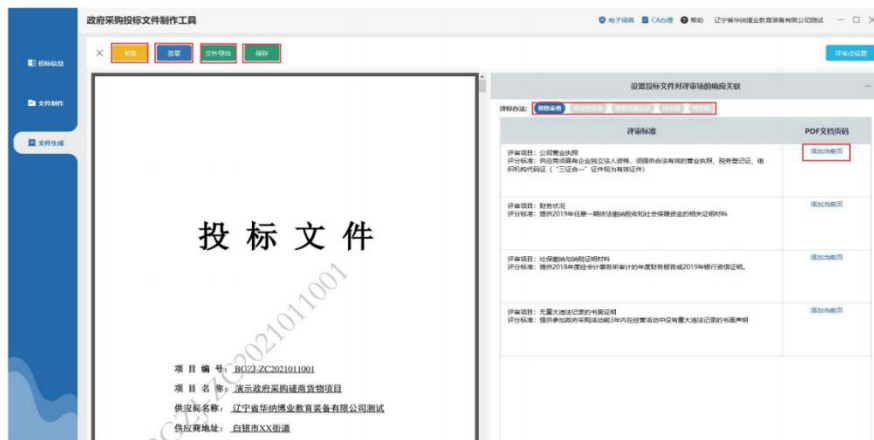 政府采购投标文件制作工具
电子保函 CA办理 帮助 辽宁省华纳博业教育装备有限公司测试
签章 文件导出 保存
评审点设置
招标信息
文件制作
文件生成
设置投标文件对评审项的响应关联
评标办法: 资格审查
评审标准 PDF文档页码
评审项目：公司营业执照 添加当前页
评分标准：供应商须具有企业独立法人资格，须提供合法有效的营业执照、税务登记证、组
织机构代码证（“三证合一”证件视为有效证件）
评审项目：财务状况 添加当前页
评分标准：提供2019年任意一期依法缴纳税收和社会保障资金的相关证明材料
评审项目：社保缴纳与纳税证明材料 添加当前页
评分标准：提供2018年度经会计事务所审计的年度财务报告或2019年银行资信证明。
评审项目：无重大违法记录的书面证明 添加当前页
评分标准：提供参加政府采购活动前3年内在经营活动中没有重大违法记录的书面声明
投标文件
BGZJ-ZC2021011001
项目编号： BGZJ-ZC2021011001
项目名称： 演示政府采购磋商货物项目
供应商名称： 辽宁省华纳博业教育装备有限公司测试
供应商地址： 白银市XX街道